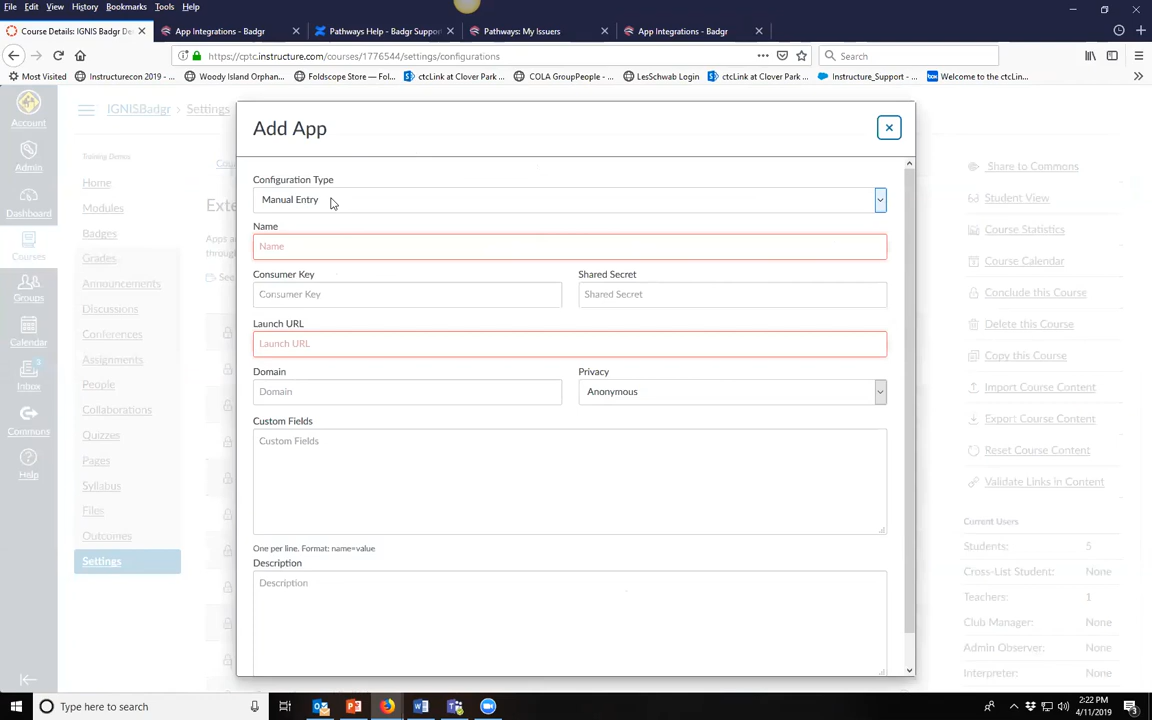 File Edit View History Bookmarks Tools Help
Course Details: IGNIS Badgr De
App Integrations - Badgr
Pathways Help - Badgr Support
Pathways: My Issuers
App Integrations - Badgr
https://cptc.instructure.com/courses/1776544/settings/configurations
Search
Most Visited
Instructurecon 2019 - ...
Woody Island Orphan...
Foldscope Store — Fol...
ctcLink at Clover Park ...
COLA GroupPeople - ...
LesSchwab Login
ctcLink at Clover Park ...
Instructure_Support - ...
Welcome to the ctcLin...
Account
Admin
Dashboard
Courses
Groups
Calendar
Inbox
Commons
Help
IGNISBadgr > Settings
Training Demos
Home
Modules
Badges
Grades
Announcements
Discussions
Conferences
Assignments
People
Collaborations
Quizzes
Pages
Syllabus
Files
Outcomes
Settings
Cou
Exte
Apps a
through
See
Add App
Configuration Type
Manual Entry
Name
Name
Consumer Key Shared Secret
Consumer Key Shared Secret
Launch URL
Launch URL
Domain Privacy
Domain Anonymous
Custom Fields
Custom Fields
One per line. Format: name=value
Description
Description
Share to Commons
Student View
Course Statistics
Course Calendar
Conclude this Course
Delete this Course
Copy this Course
Import Course Content
Export Course Content
Reset Course Content
Validate Links in Content
Current Users
Students: 5
Cross-List Student: None
Teachers: 1
Club Manager: None
Admin Observer: None
Interpreter: None
Type here to search
2:22 PM
4/11/2019